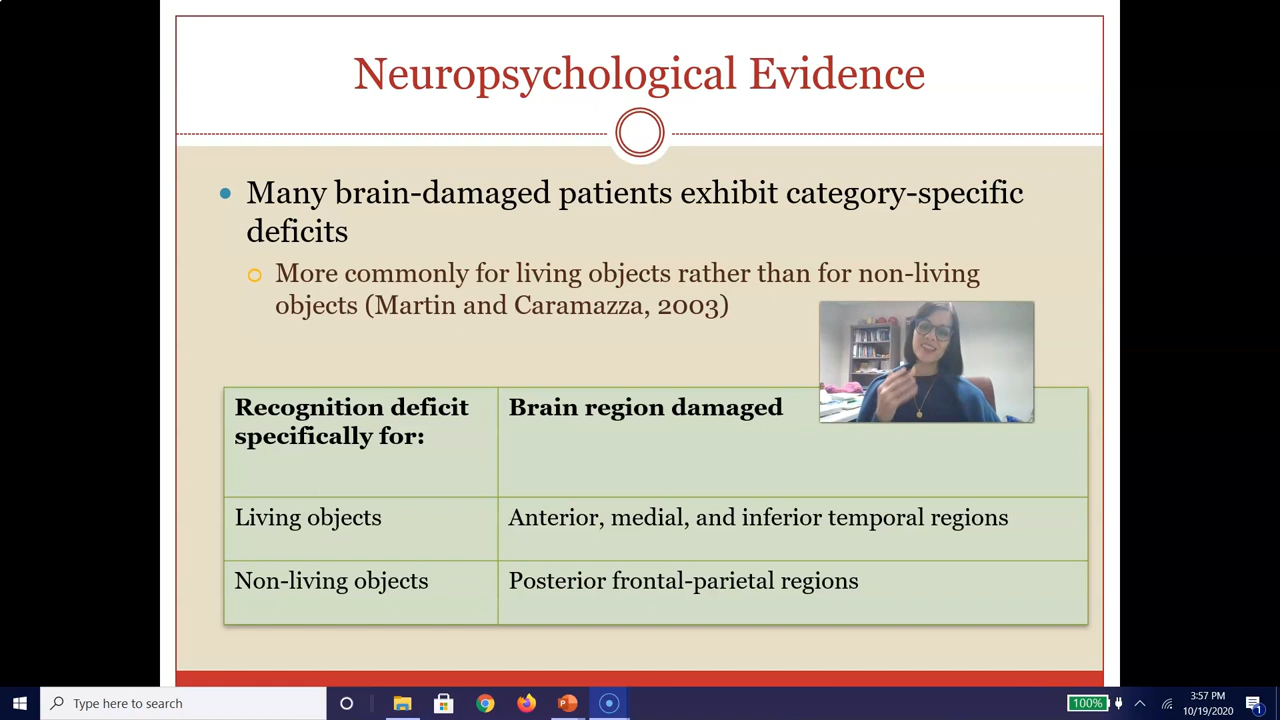 Neuropsychological Evidence
Many brain-damaged patients exhibit category-specific
deficits
More commonly for living objects rather than for non-living
objects (Martin and Caramazza, 2003)
Recognition deficit
specifically for:
Brain region damaged
Living objects
Anterior, medial, and inferior temporal regions
Non-living objects
Posterior frontal-parietal regions
Type here to search
100%
3:57 PM
10/19/2020
1